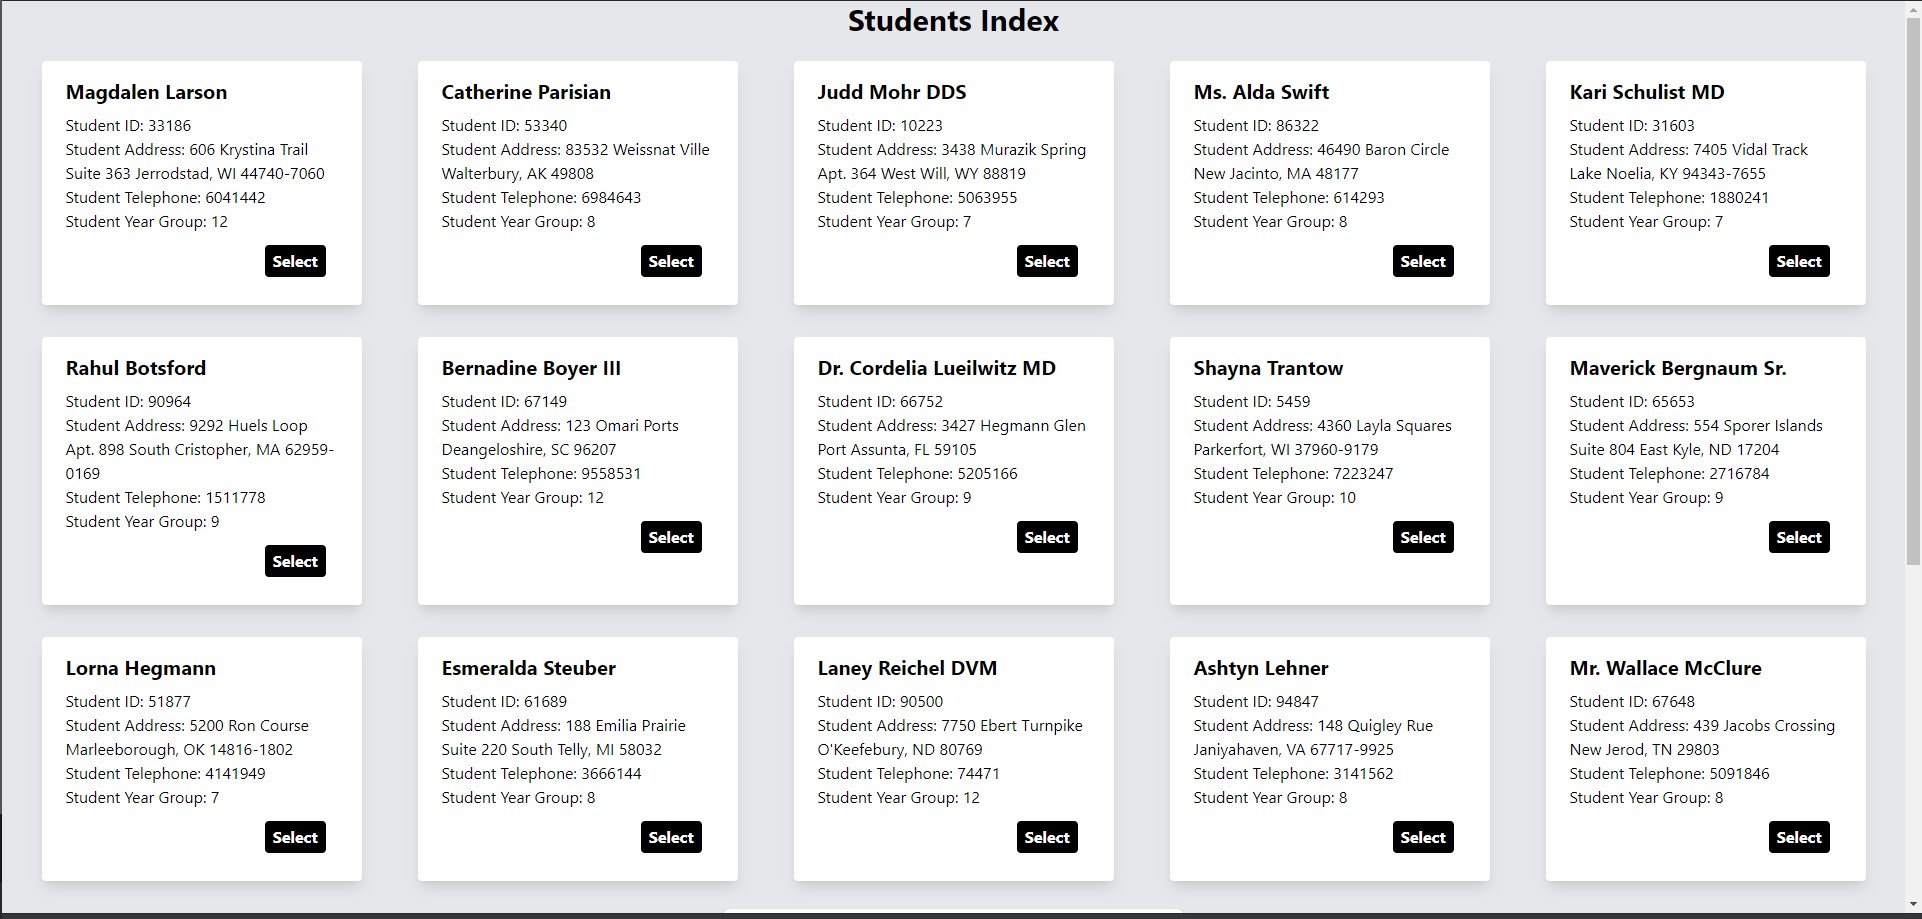 Students Index
Magdalen Larson
Student ID: 33186
Student Address: 606 Krystina Trail
Suite 363 Jerrodstad, WI 44740-7060
Student Telephone: 6041442
Student Year Group: 12
Select
Catherine Parisian
Student ID: 53340
Student Address: 83532 Weissnat Ville
Walterbury, AK 49808
Student Telephone: 6984643
Student Year Group: 8
Select
Judd Mohr DDS
Student ID: 10223
Student Address: 3438 Murazik Spring
Apt. 364 West Will, WY 88819
Student Telephone: 5063955
Student Year Group: 7
Select
Ms. Alda Swift
Student ID: 86322
Student Address: 46490 Baron Circle
New Jacinto, MA 48177
Student Telephone: 614293
Student Year Group: 8
Select
Kari Schulist MD
Student ID: 31603
Student Address: 7405 Vidal Track
Lake Noelia, KY 94343-7655
Student Telephone: 1880241
Student Year Group: 7
Select
Rahul Botsford
Student ID: 90964
Student Address: 9292 Huels Loop
Apt. 898 South Cristopher, MA 62959-
0169
Student Telephone: 1511778
Student Year Group: 9
Select
Bernadine Boyer III
Student ID: 67149
Student Address: 123 Omari Ports
Deangeloshire, SC 96207
Student Telephone: 9558531
Student Year Group: 12
Select
Dr. Cordelia Lueilwitz MD
Student ID: 66752
Student Address: 3427 Hegmann Glen
Port Assunta, FL 59105
Student Telephone: 5205166
Student Year Group: 9
Select
Shayna Trantow
Student ID: 5459
Student Address: 4360 Layla Squares
Parkerfort, WI 37960-9179
Student Telephone: 7223247
Student Year Group: 10
Select
Maverick Bergnaum Sr.
Student ID: 65653
Student Address: 554 Sporer Islands
Suite 804 East Kyle, ND 17204
Student Telephone: 2716784
Student Year Group: 9
Select
Lorna Hegmann
Student ID: 51877
Student Address: 5200 Ron Course
Marleeborough, OK 14816-1802
Student Telephone: 4141949
Student Year Group: 7
Select
Esmeralda Steuber
Student ID: 61689
Student Address: 188 Emilia Prairie
Suite 220 South Telly, MI 58032
Student Telephone: 3666144
Student Year Group: 8
Select
Laney Reichel DVM
Student ID: 90500
Student Address: 7750 Ebert Turnpike
O'Keefebury, ND 80769
Student Telephone: 74471
Student Year Group: 12
Select
Ashtyn Lehner
Student ID: 94847
Student Address: 148 Quigley Rue
Janiyahaven, VA 67717-9925
Student Telephone: 3141562
Student Year Group: 8
Select
Mr. Wallace McClure
Student ID: 67648
Student Address: 439 Jacobs Crossing
New Jerod, TN 29803
Student Telephone: 5091846
Student Year Group: 8
Select